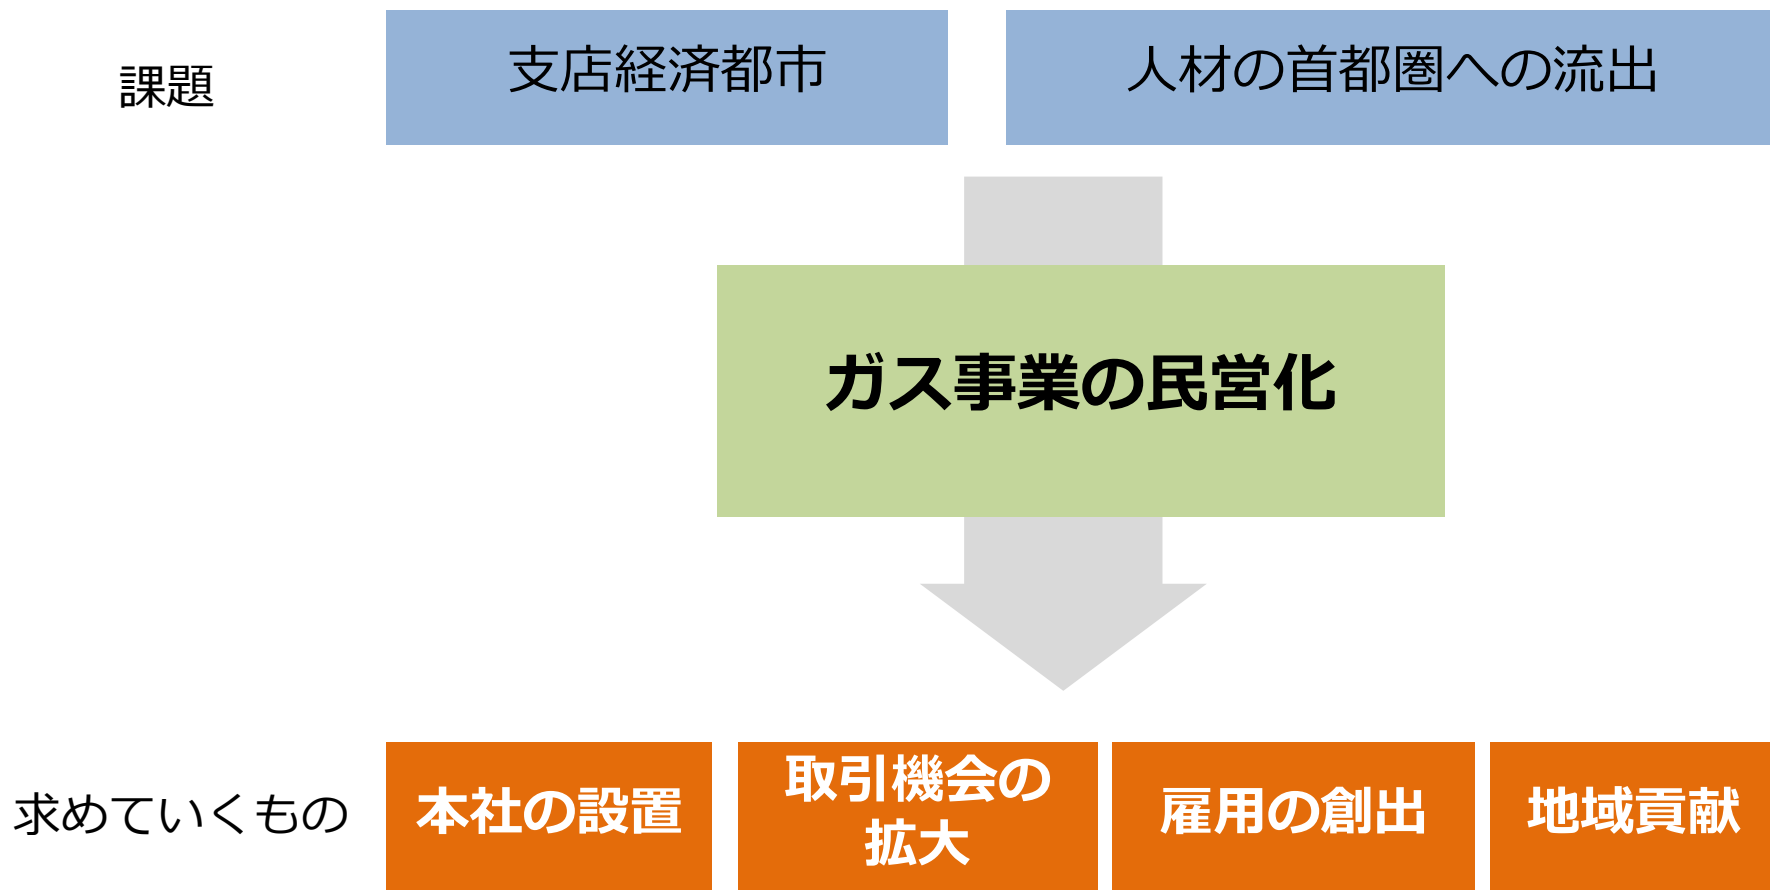 課題
支店経済都市
人材の首都圏への流出
ガス事業の民営化
求めていくもの
本社の設置
取引機会の
拡大
雇用の創出
地域貢献